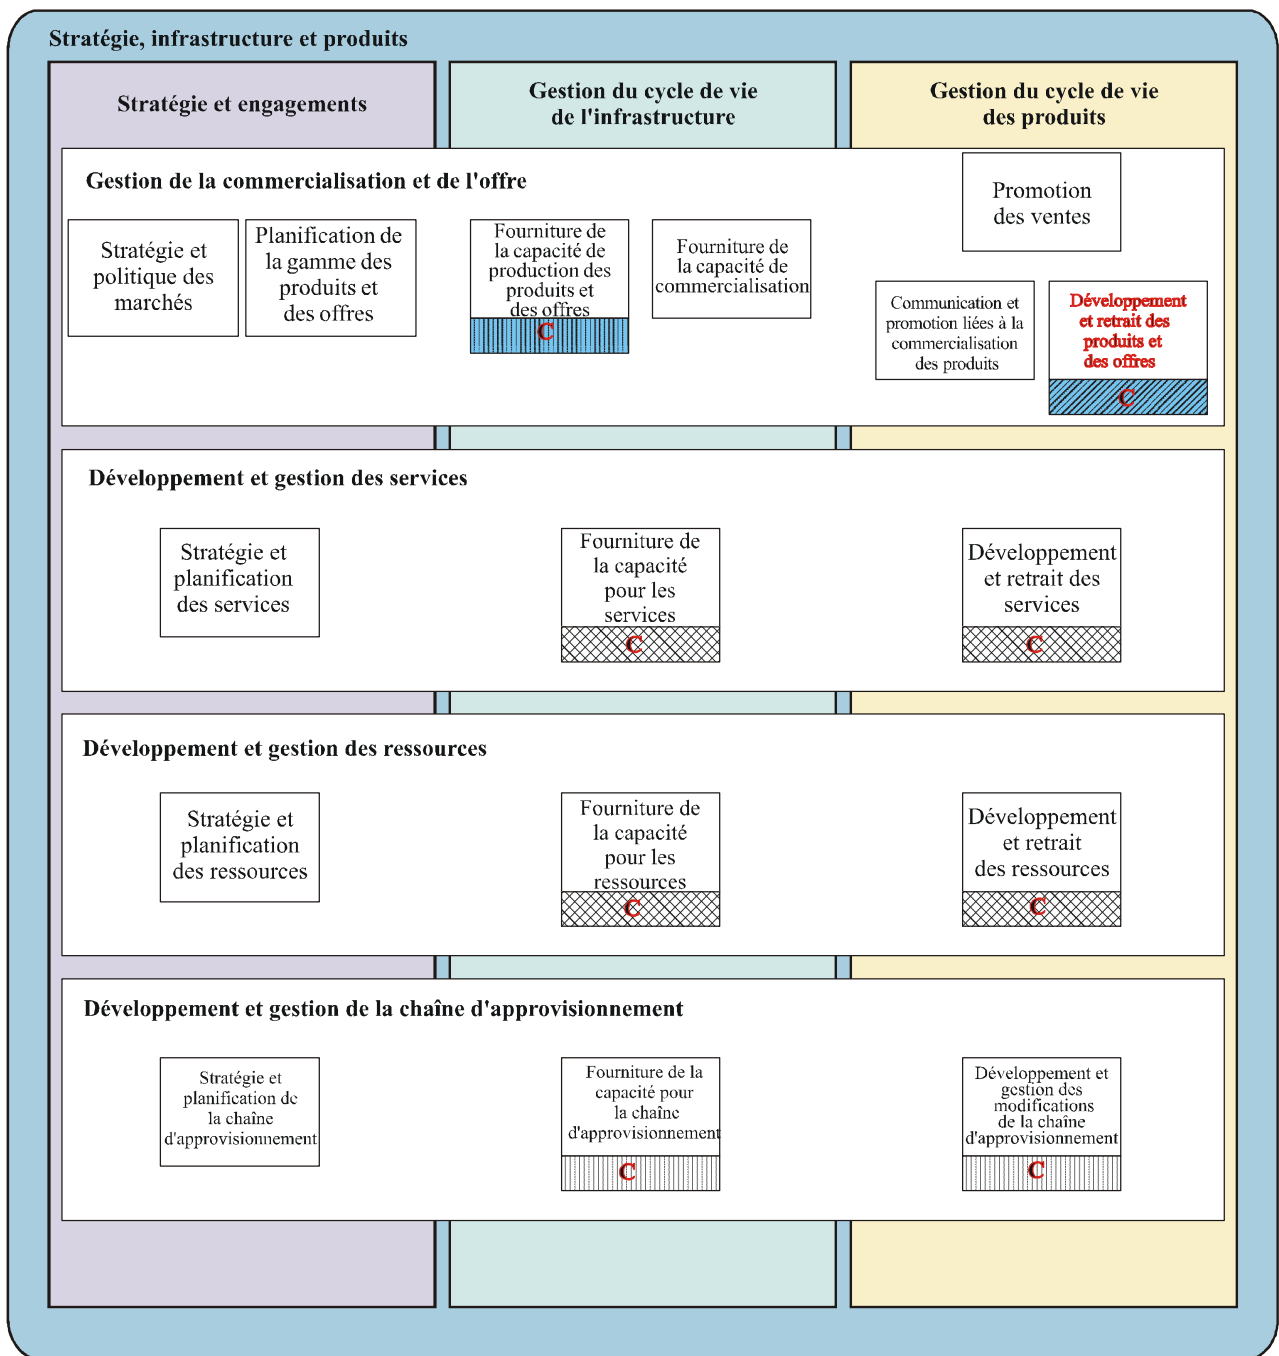 Stratégie, infrastructure et produits
Stratégie et engagements
Gestion du cycle de vie
de l'infrastructure
Gestion du cycle de vie
des produits
Gestion de la commercialisation et de l'offre
Stratégie et
politique des
marchés
Planification de
la gamme des
produits et
des offres
Fourniture de
la capacité de
production des
produits et
des offres
C
Fourniture de
la capacité de
commercialisation
Promotion
des ventes
Communication et
promotion liées à la
commercialisation
des produits
Développement
et retrait des
produits et
des offres
C
Développement et gestion des services
Stratégie et
planification
des services
Fourniture de
la capacité
pour les
services
C
Développement
et retrait des
services
C
Développement et gestion des ressources
Stratégie et
planification
des ressources
Fourniture de
la capacité
pour les
ressources
C
Développement
et retrait
des ressources
C
Développement et gestion de la chaîne d'approvisionnement
Stratégie et
planification de
la chaîne
d'approvisionnement
Fourniture de la
capacité pour
la chaîne
d'approvisionnement
C
Développement et
gestion des
modifications
de la chaîne
d'approvisionnement
C